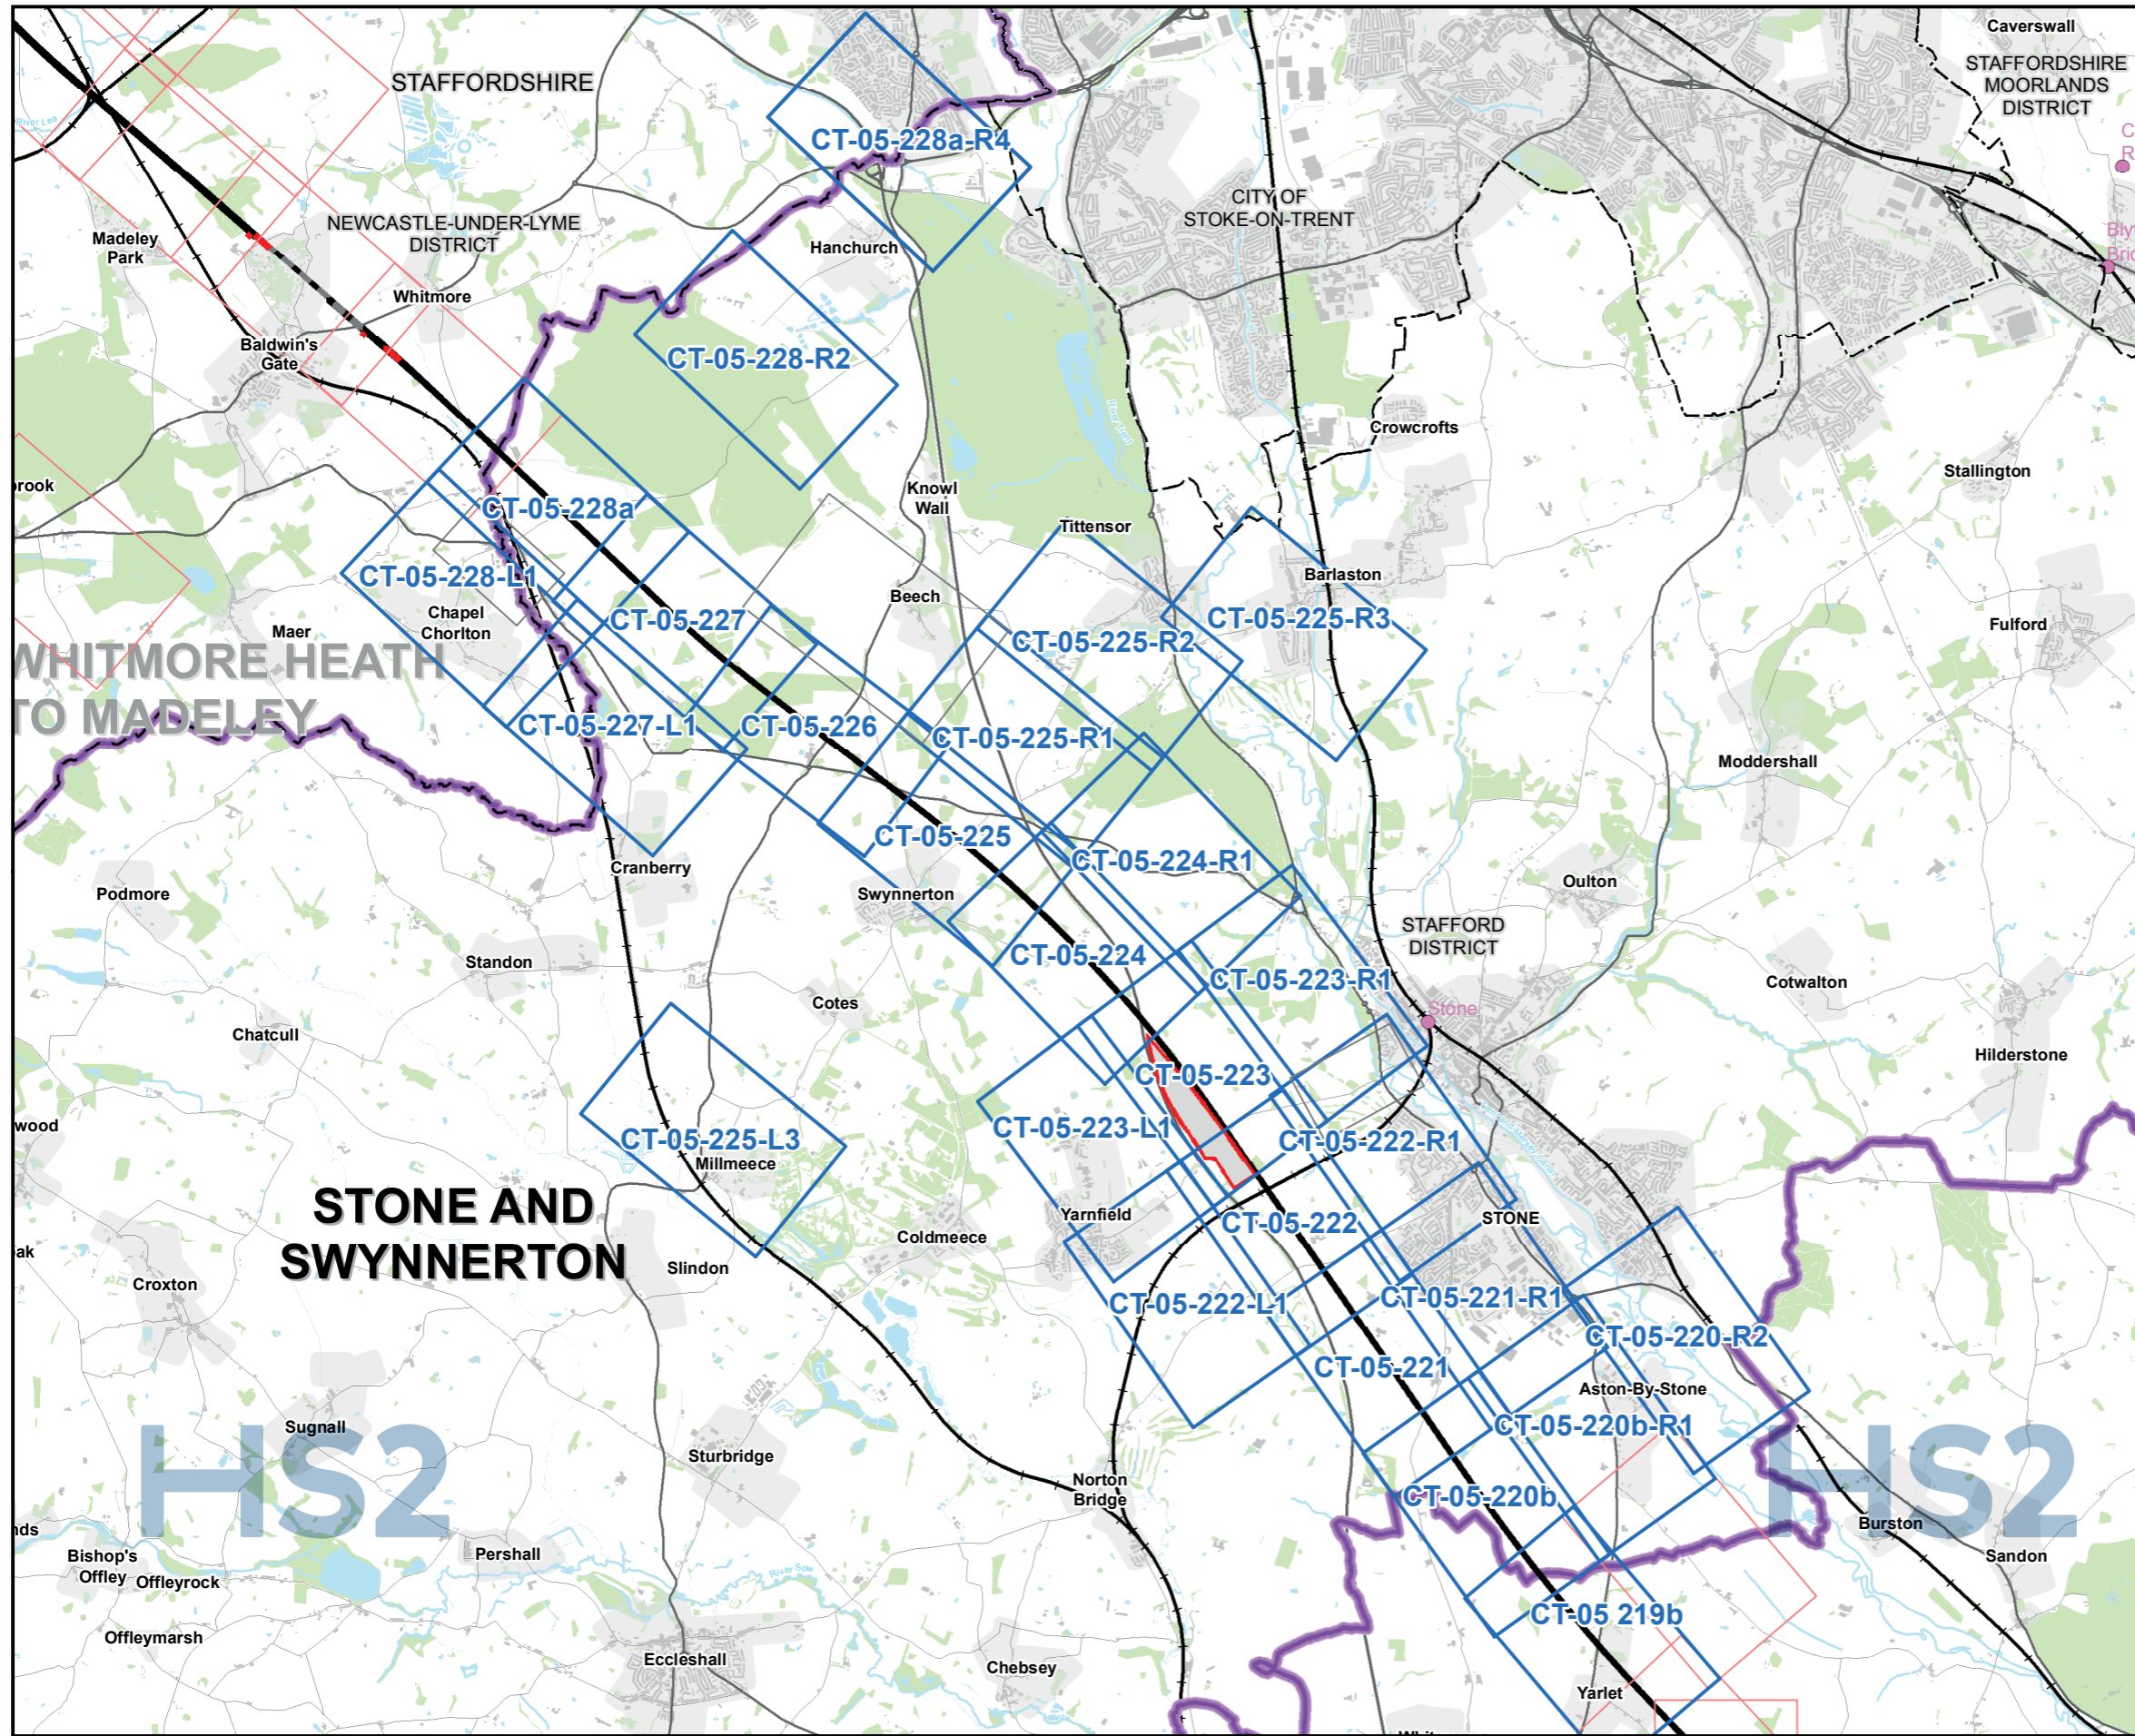 Caverswall
STAFFORDSHIRE
MOORLANDS
DISTRICT
STAFFORDSHIRE
River Lea
CT-05-228a-R4
CITY OF
STOKE-ON-TRENT
NEWCASTLE-UNDER-LYME
DISTRICT
Madeley
Park
Hanchurch
Whitmore
Baldwin's
Gate
CT-05-228-R2
River Trent
Crowcrofts
Stallington
Knowl
Wall
Tittensor
CT-05-228a
CT-05-228-L1
Barlaston
Beech
Chapel
Chorlton
CT-05-227
CT-05-225-R3
Fulford
Maer
CT-05-225-R2
WHITMORE HEATH
TO MADELEY
CT-05-227-L1
CT-05-226
CT-05-225-R1
Moddershall
CT-05-225
CT-05-224-R1
Cranberry
Podmore
Swynnerton
Oulton
STAFFORD
DISTRICT
Standon
CT-05-224
CT-05-223-R1
Cotwalton
Cotes
Stone
Chatcull
Hilderstone
CT-05-223
CT-05-223-L1
CT-05-222-R1
CT-05-225-L3
Millmeece
STONE AND
SWYNNERTON
Yarnfield
CT-05-222
STONE
Coldmeece
Slindon
Croxton
CT-05-222-L1
CT-05-221-R1
CT-05-220-R2
CT-05-221
Aston-By-Stone
Sugnall
CT-05-220b-R1
HS2
HS2
Sturbridge
Norton
Bridge
CT-05-220b
Burston
Bishop's
Offley
Offleyrock
Pershall
Sandon
River Sow
CT-05 219b
Offleymarsh
Eccleshall
Chebsey
Yarlet